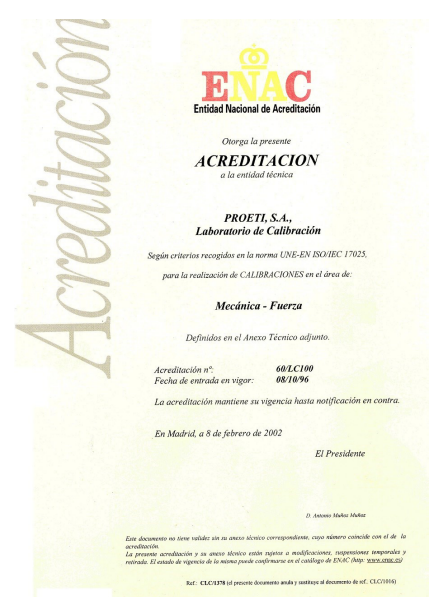 Acreditación
ENAC
Entidad Nacional de Acreditación
Otorga la presente
ACREDITACION
a la entidad técnica
PROETI, S.A.,
Laboratorio de Calibración
Según criterios recogidos en la norma UNE-EN ISO/IEC 17025,
para la realización de CALIBRACIONES en el área de:
Mecánica - Fuerza
Definidos en el Anexo Técnico adjunto.
Acreditación nº: 60/LC100
Fecha de entrada en vigor: 08/10/96
La acreditación mantiene su vigencia hasta notificación en contra.
En Madrid, a 8 de febrero de 2002
El Presidente
D. Antonio Muñoz Muñoz
Este documento no tiene validez sin su anexo técnico correspondiente, cuyo número coincide con el de la
acreditación.
La presente acreditación y su anexo técnico están sujetos a modificaciones, suspensiones temporales y
retirada. El estado de vigencia de la misma puede confirmarse en el catálogo de ENAC (http: www.enac.es)
Ref.: CLC/1378 (el presente documento anula y sustituye al documento de ref. CLC/1916)